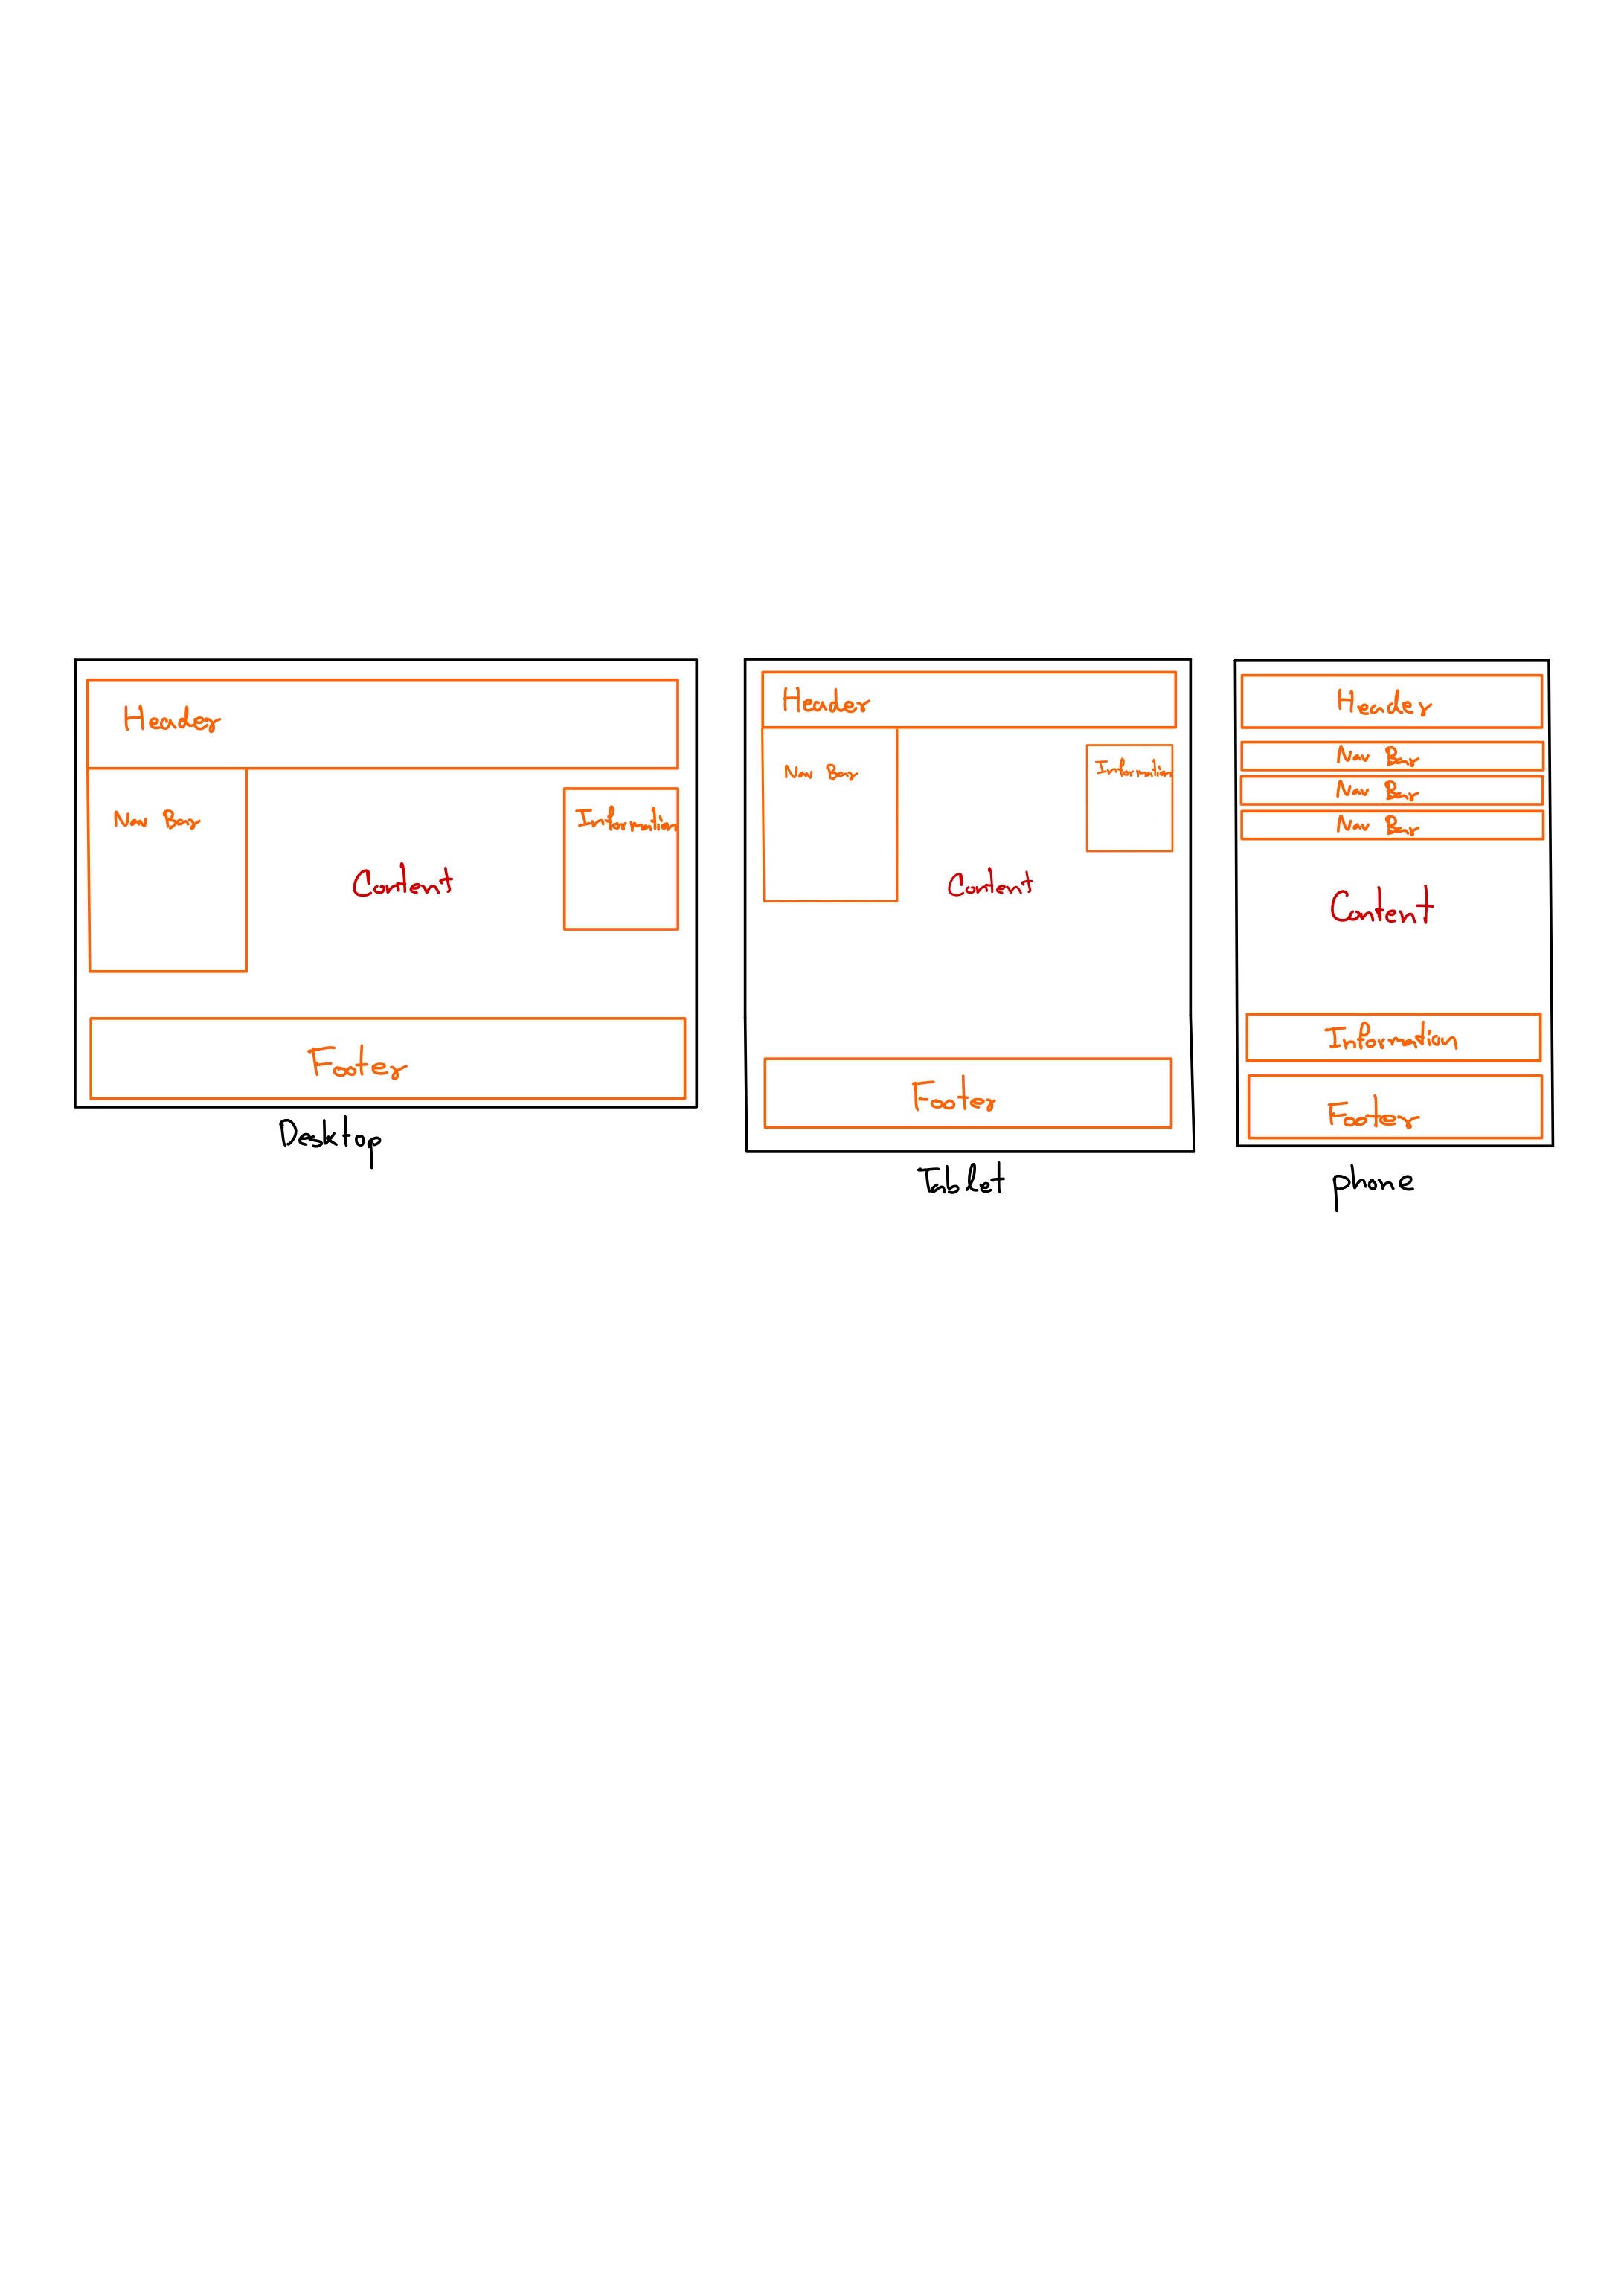 Header
Nav Bar
Information
Content
Footer
Desktop
Header
Nav Bar
Information
Content
Footer
Tablet
Header
Nav Bar
Nav Bar
Nav Bar
Content
Information
Footer
phone